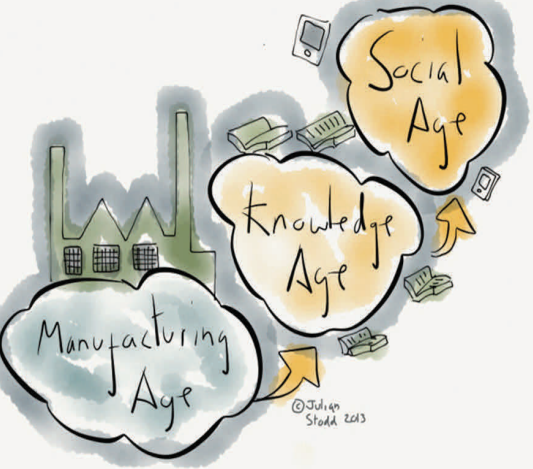 Social
Age
Knowledge
Age
Manufacturing
Age
©Julian
Stodd 2013